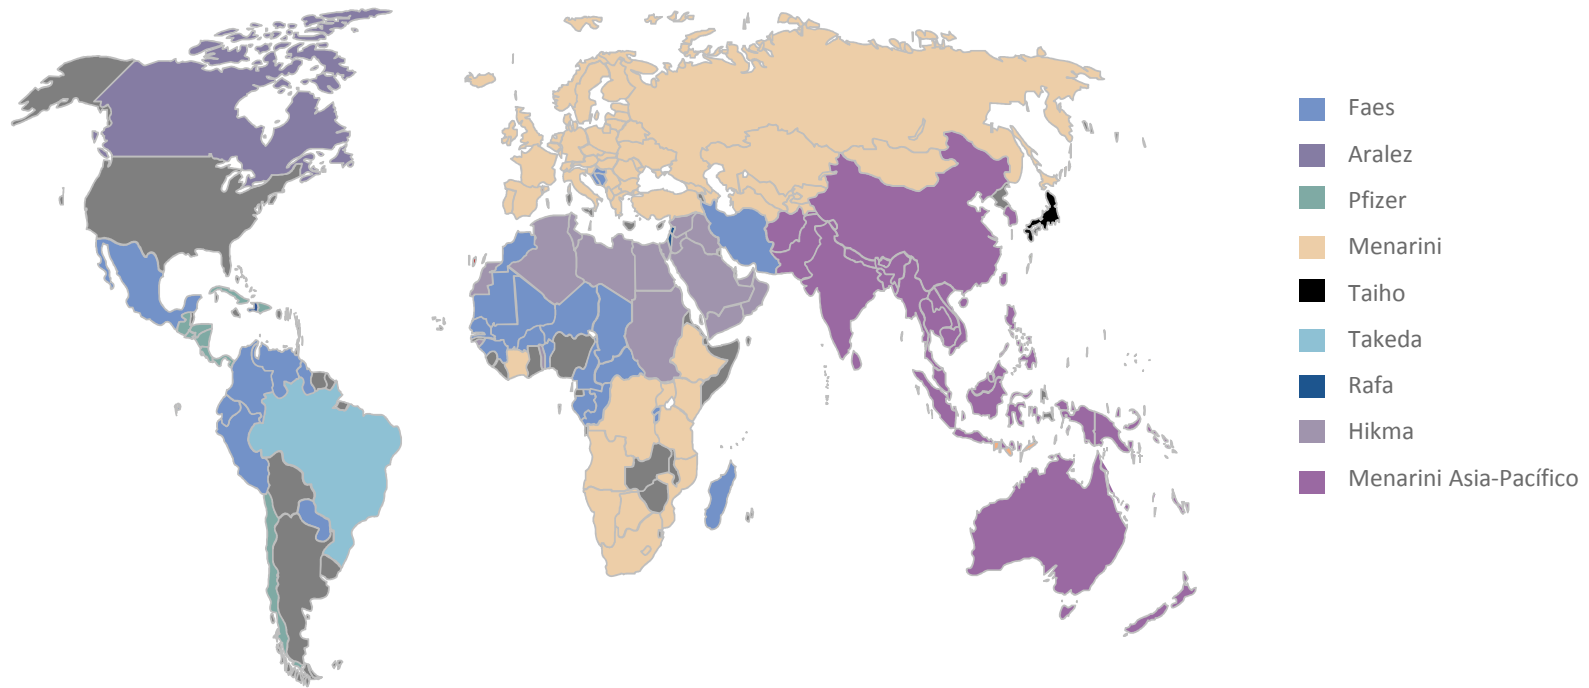 Faes
Aralez
Pfizer
Menarini
Taiho
Takeda
Rafa
Hikma
Menarini Asia-Pacífico